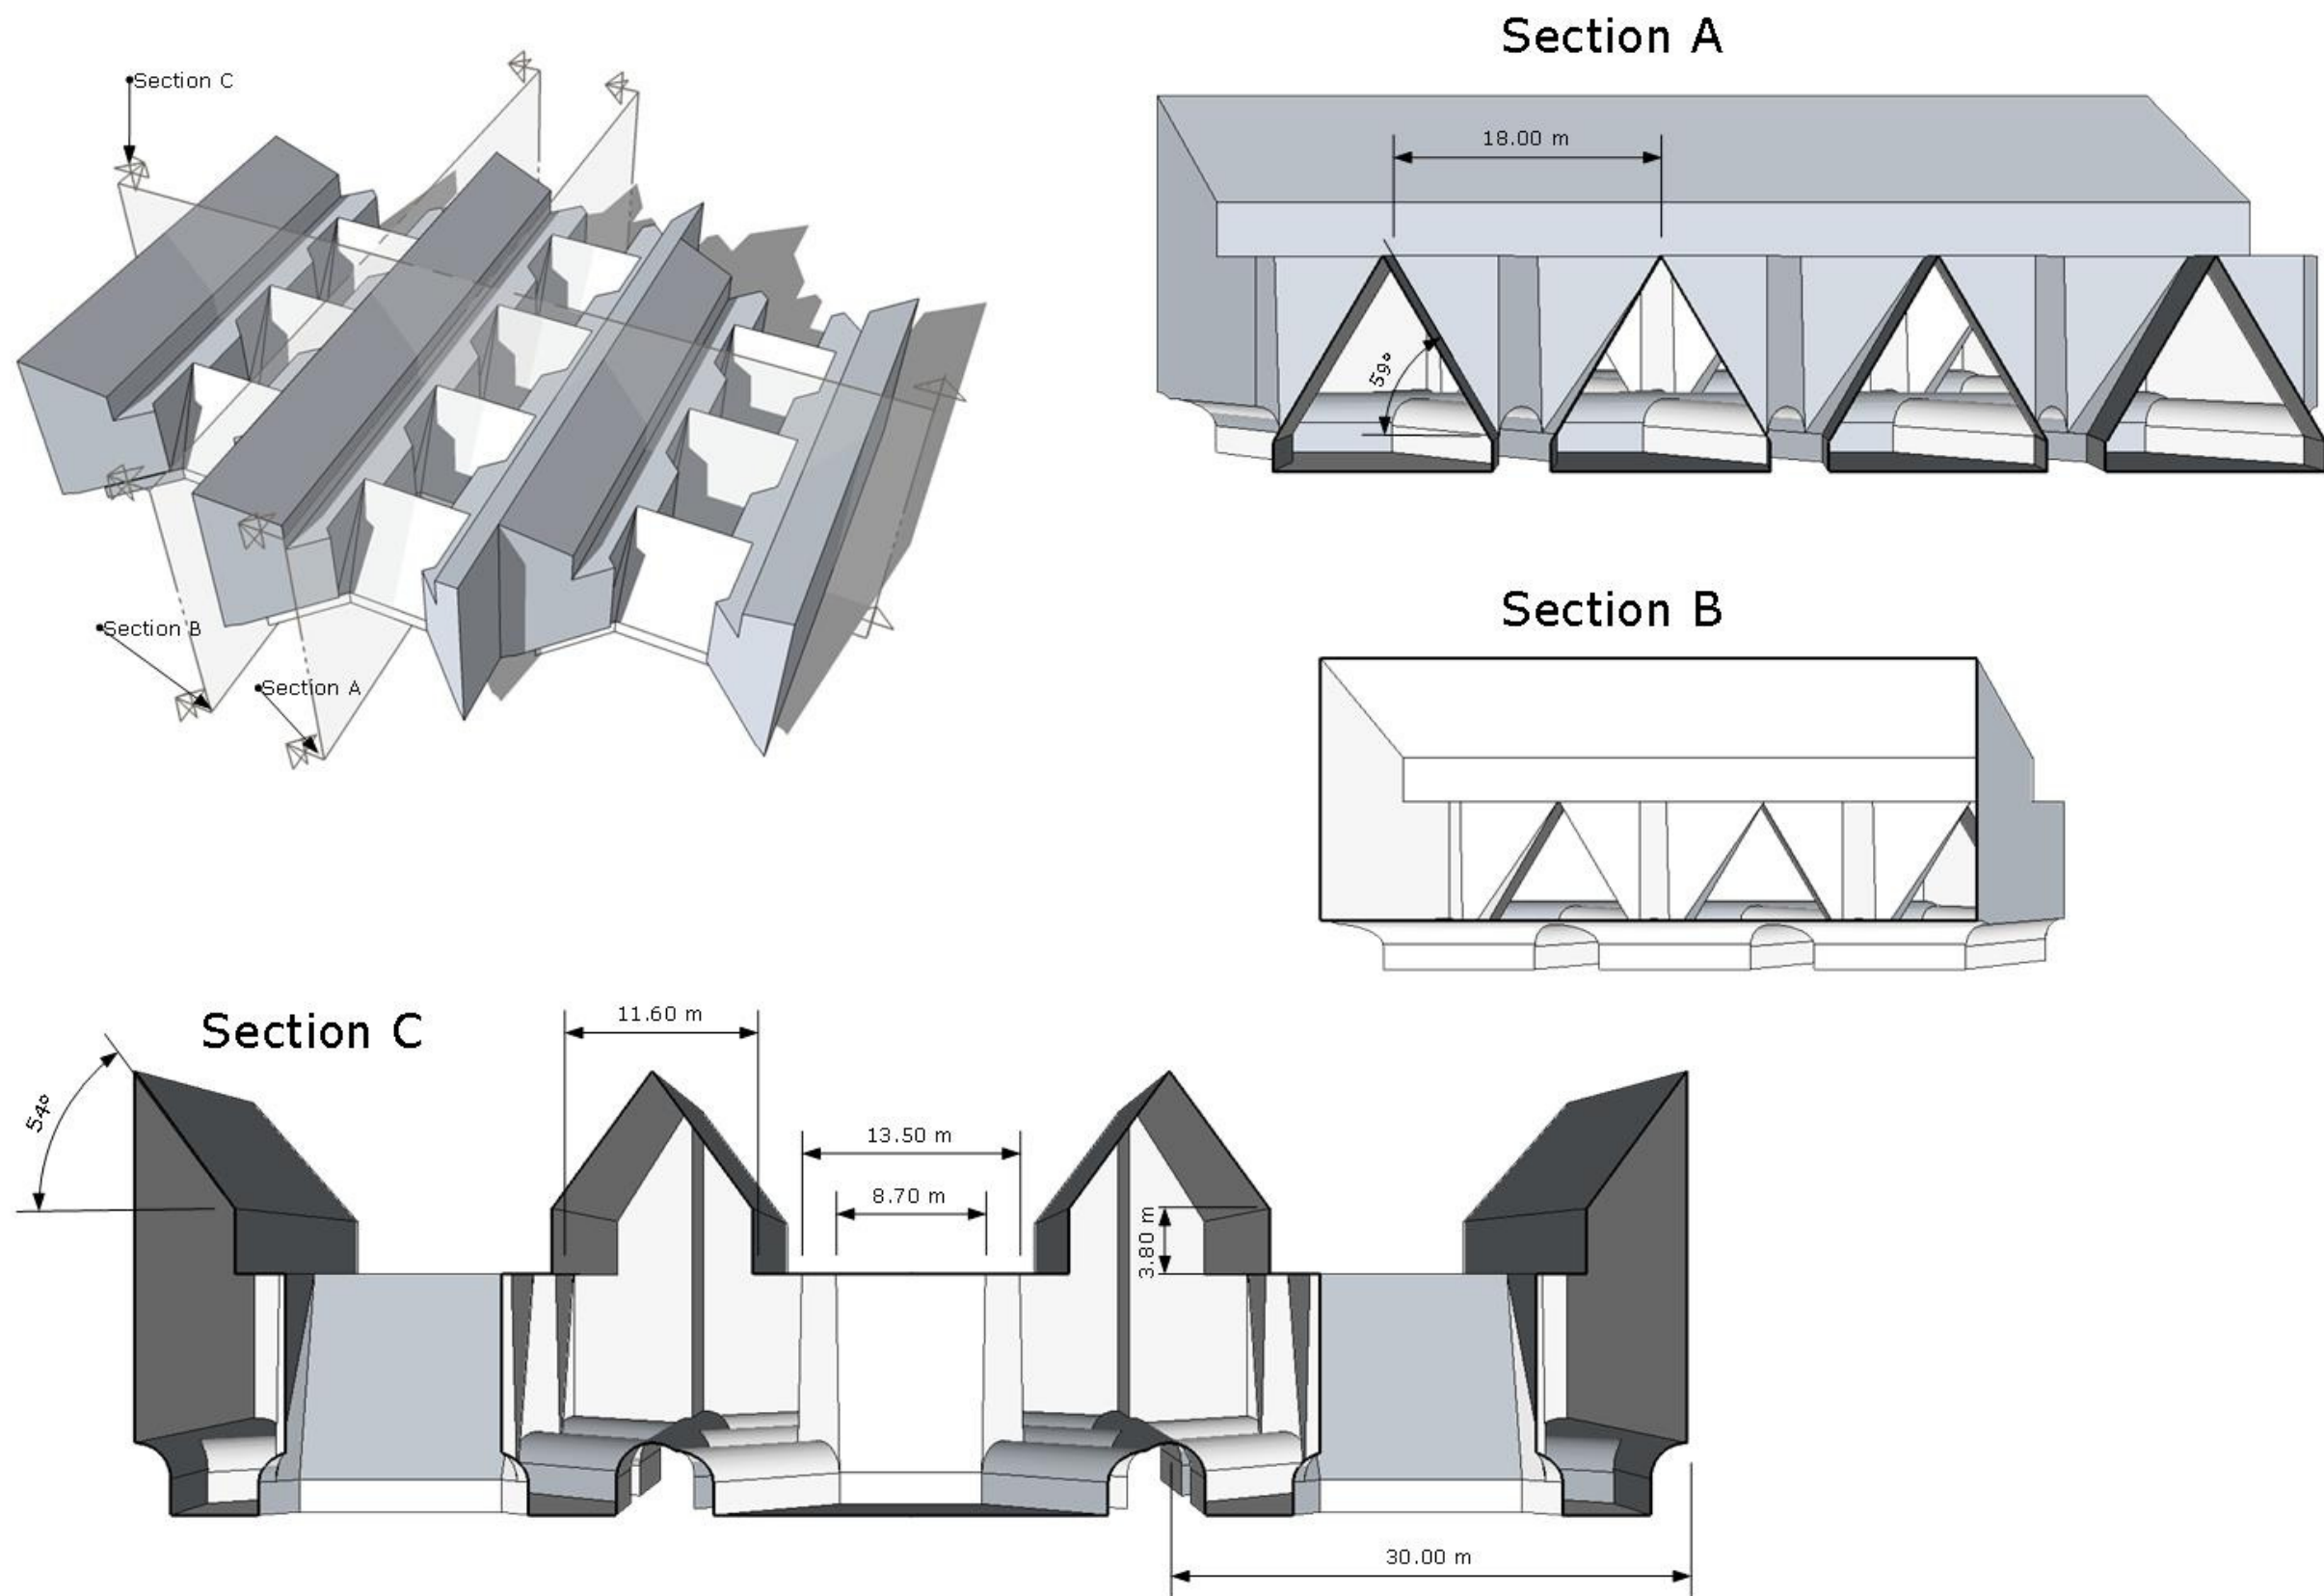 Section A
Section C
18.00 m
59°
Section B
Section B
Section A
Section C
11.60 m
54°
13.50 m
8.70 m
3.80 m
30.00 m